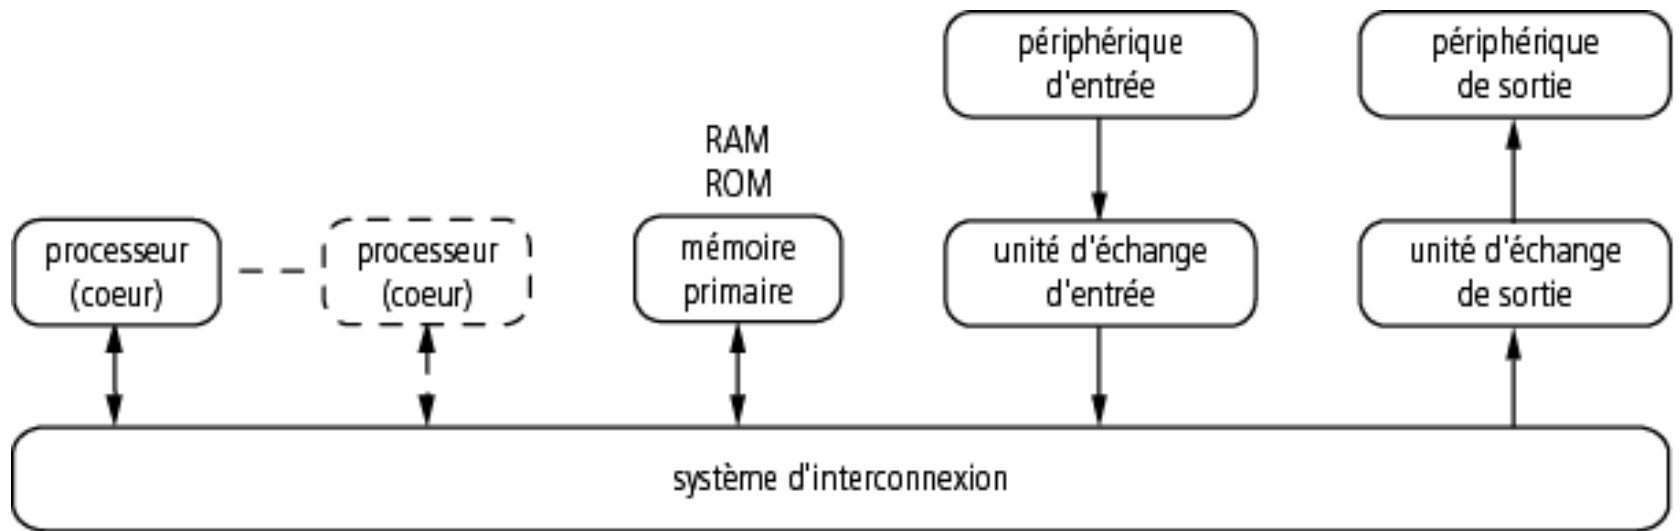 périphérique
d'entrée
périphérique
de sortie
RAM
ROM
processeur
(coeur)
processeur
(coeur)
mémoire
primaire
unité d'échange
d'entrée
unité d'échange
de sortie
système d'interconnexion